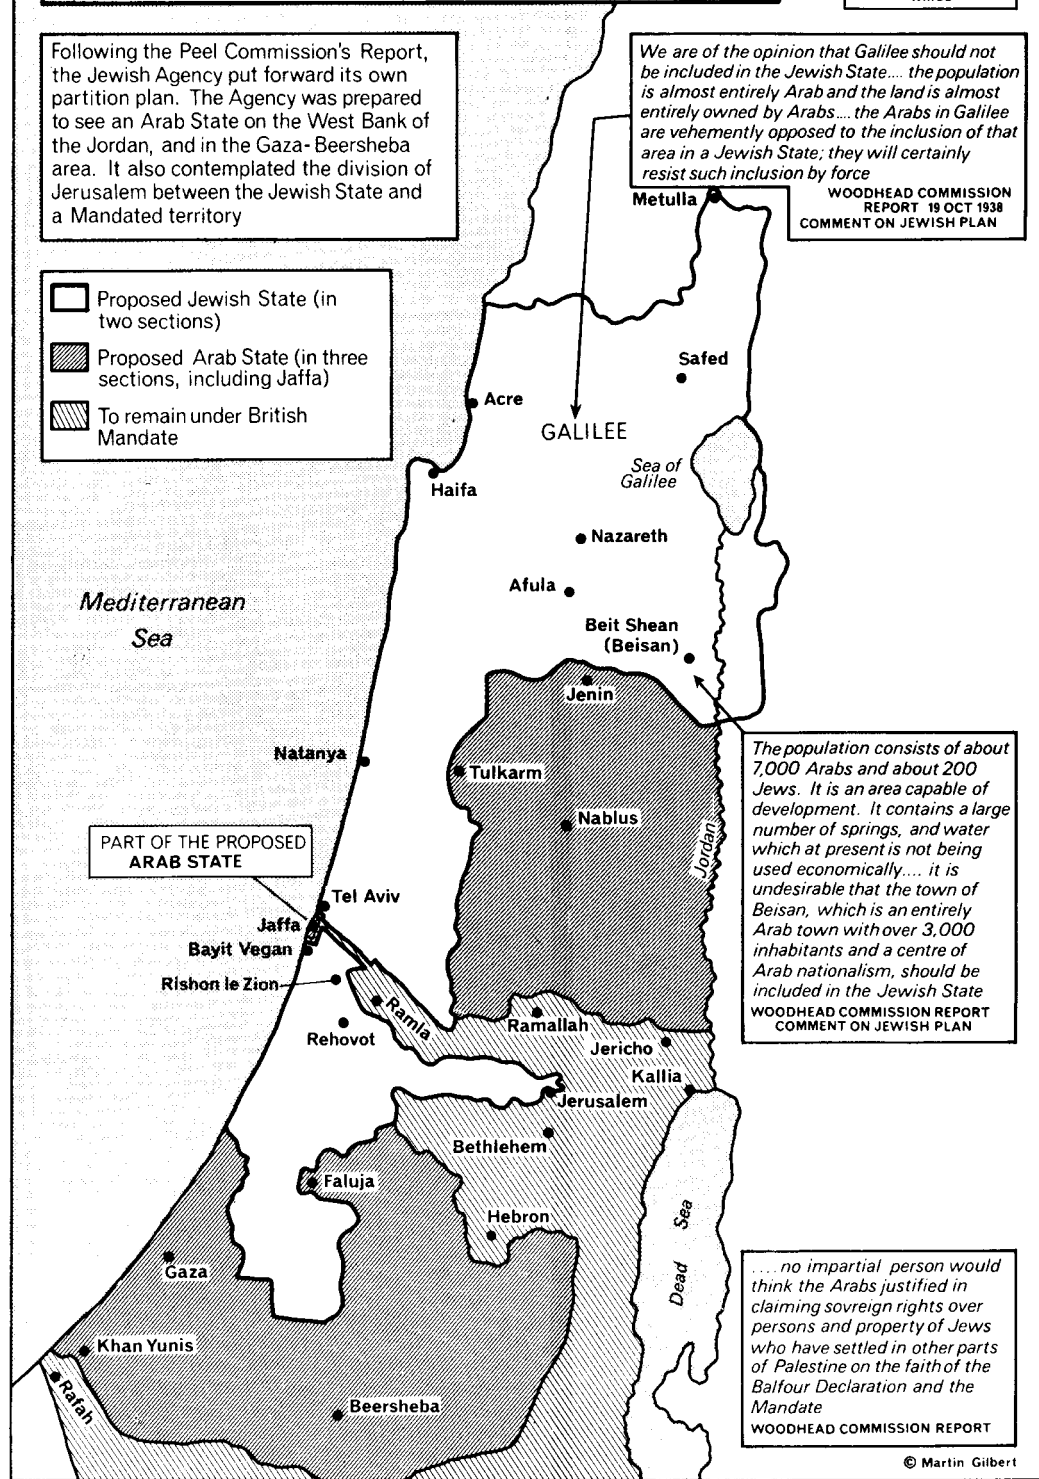 Following the Peel Commission's Report,
the Jewish Agency put forward its own
partition plan. The Agency was prepared
to see an Arab State on the West Bank of
the Jordan, and in the Gaza-Beersheba
area. It also contemplated the division of
Jerusalem between the Jewish State and
a Mandated territory
We are of the opinion that Galilee should not
be included in the Jewish State.... the population
is almost entirely Arab and the land is almost
entirely owned by Arabs.... the Arabs in Galilee
are vehemently opposed to the inclusion of that
area in a Jewish State; they will certainly
resist such inclusion by force
WOODHEAD COMMISSION
REPORT 19 OCT 1938
COMMENT ON JEWISH PLAN
Proposed Jewish State (in
two sections)
Proposed Arab State (in three
sections, including Jaffa)
To remain under British
Mandate
Metulla
Safed
Acre
GALILEE
Sea of
Galilee
Haifa
Nazareth
Afula
Mediterranean
Sea
Beit Shean
(Beisan)
Jenin
Natanya
Tulkarm
Nablus
Jordan
The population consists of about
7,000 Arabs and about 200
Jews. It is an area capable of
development. It contains a large
number of springs, and water
which at present is not being
used economically.... it is
undesirable that the town of
Beisan, which is an entirely
Arab town with over 3,000
inhabitants and a centre of
Arab nationalism, should be
included in the Jewish State
WOODHEAD COMMISSION REPORT
COMMENT ON JEWISH PLAN
PART OF THE PROPOSED
ARAB STATE
Tel Aviv
Jaffa
Bayit Vegan
Rishon le Zion
Ramla
Rehovot
Ramallah
Jericho
Kallia
Jerusalem
Bethlehem
Faluja
Hebron
Dead Sea
Gaza
Khan Yunis
Rafah
Beersheba
....no impartial person would
think the Arabs justified in
claiming sovreign rights over
persons and property of Jews
who have settled in other parts
of Palestine on the faith of the
Balfour Declaration and the
Mandate
WOODHEAD COMMISSION REPORT
© Martin Gilbert